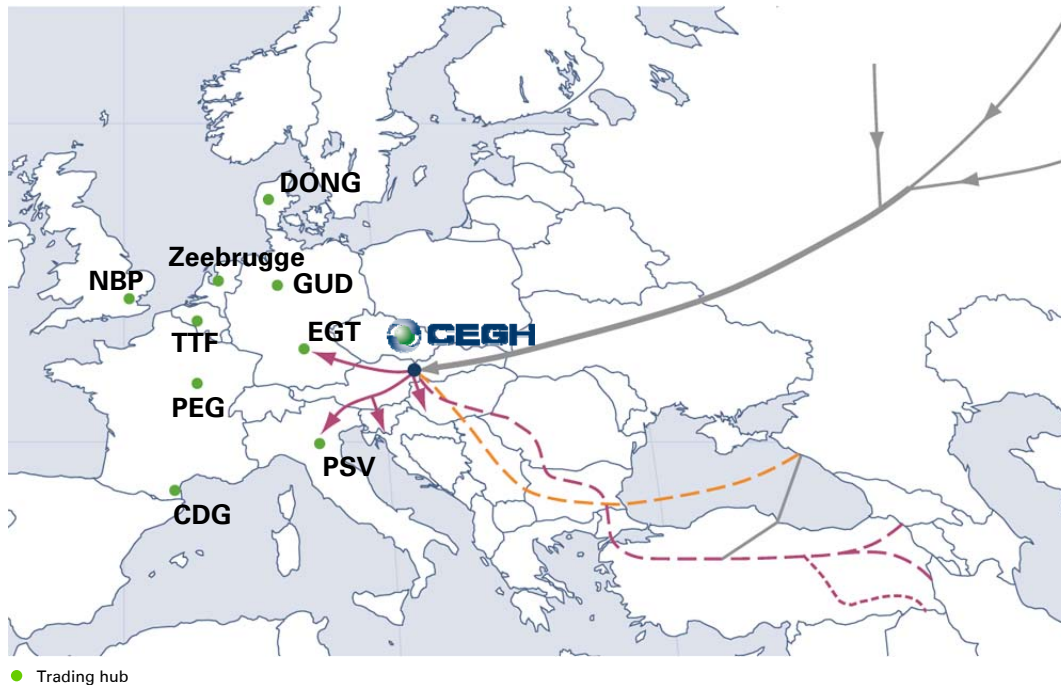 DONG
Zeebrugge
NBP
GUD
EGT
CEGH
TTF
PEG
PSV
CDG
Trading hub